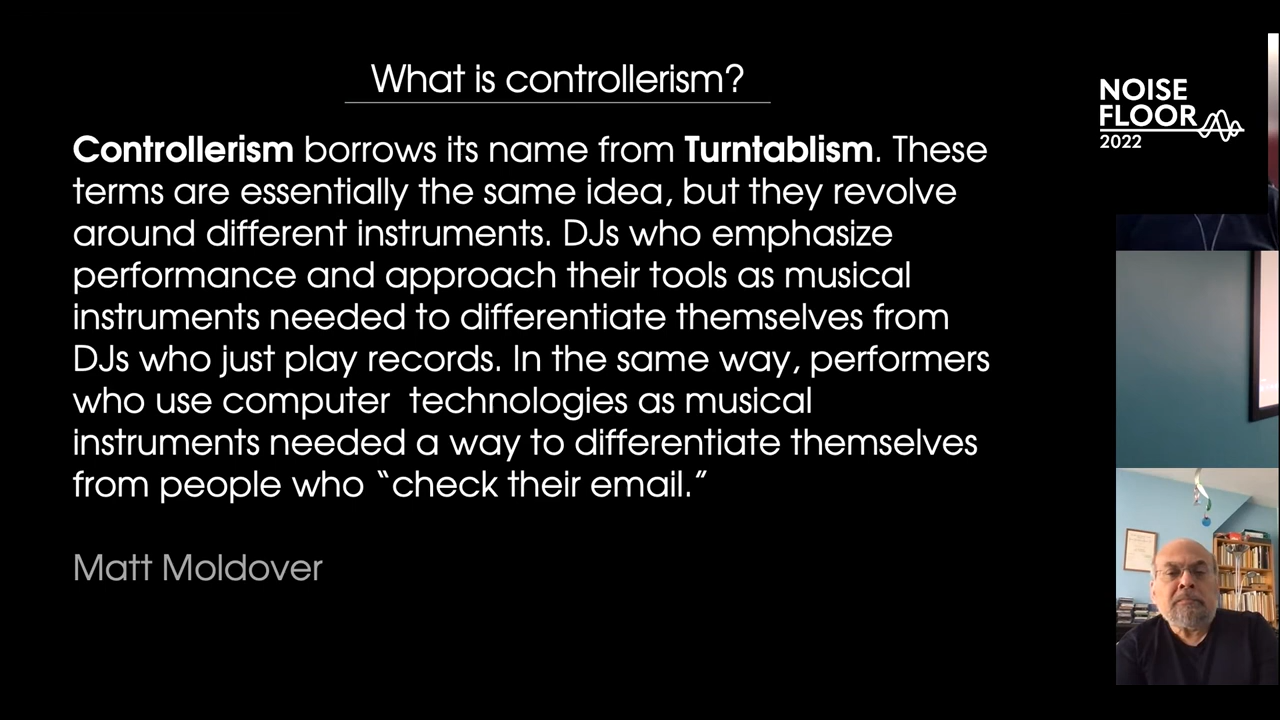 What is controllerism?
NOISE
FLOOR
2022
Controllerism borrows its name from Turntablism. These
terms are essentially the same idea, but they revolve
around different instruments. DJs who emphasize
performance and approach their tools as musical
instruments needed to differentiate themselves from
DJs who just play records. In the same way, performers
who use computer  technologies as musical
instruments needed a way to differentiate themselves
from people who “check their email.”
Matt Moldover